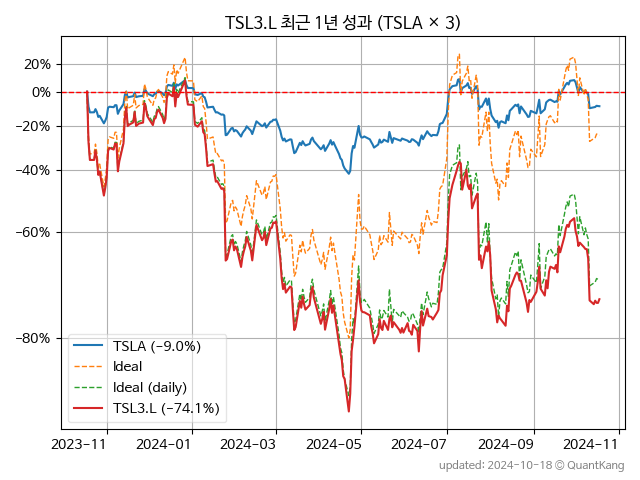 TSL3.L 최근 1년 성과 (TSLA × 3)
20%
0%
−20%
−40%
−60%
−80%
TSLA (−9.0%)
Ideal
Ideal (daily)
TSL3.L (−74.1%)
2023-11
2024-01
2024-03
2024-05
2024-07
2024-09
2024-11
updated: 2024-10-18 © QuantKang